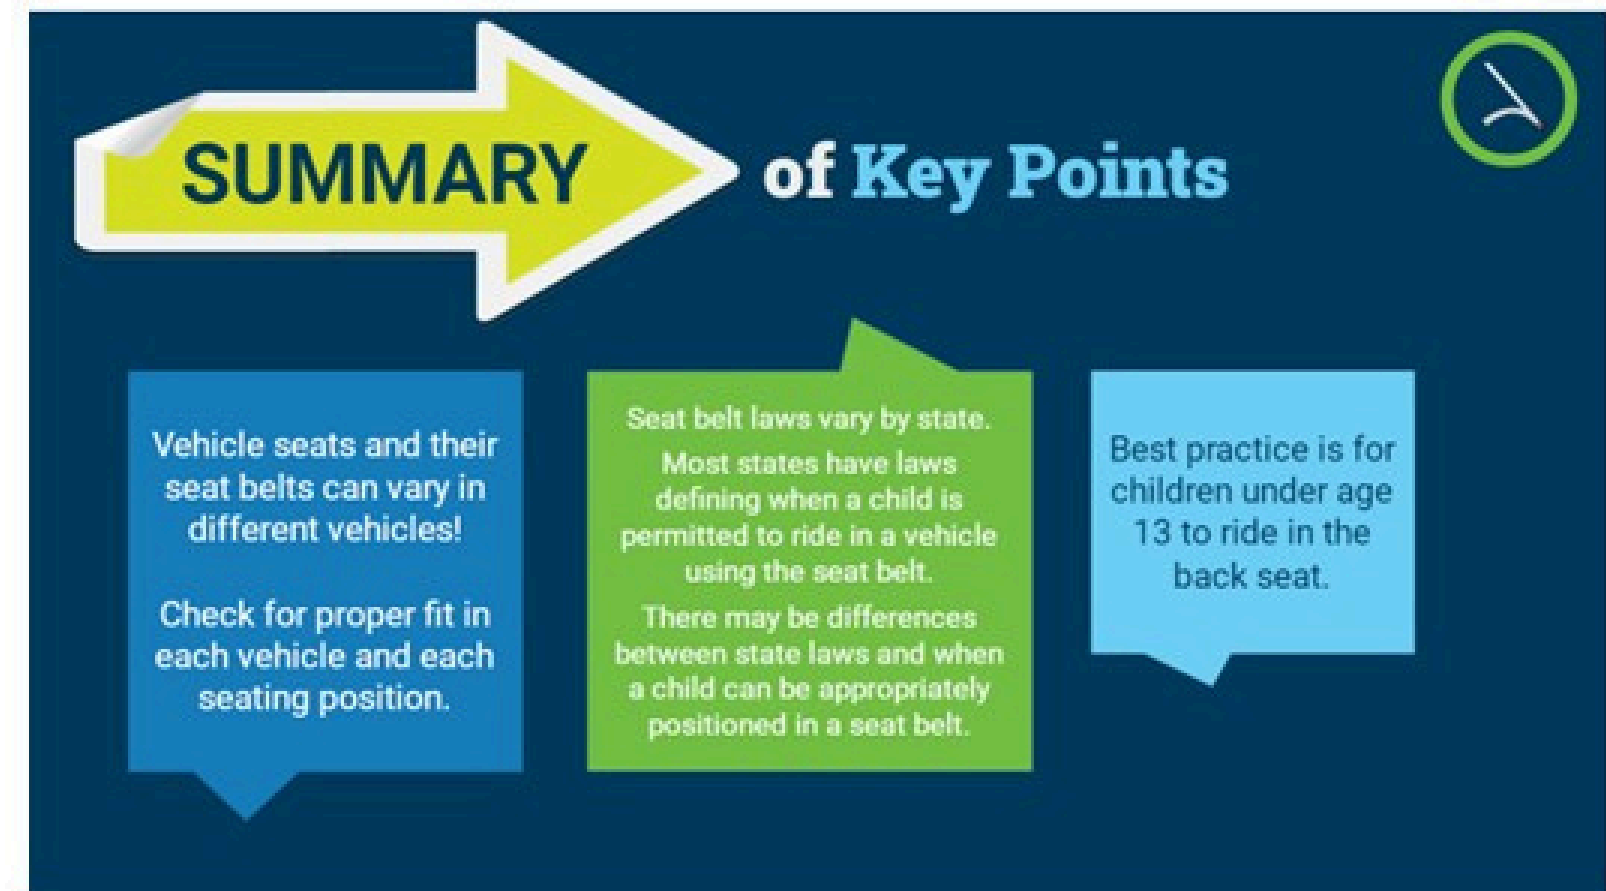 SUMMARY of Key Points
Vehicle seats and their
seat belts can vary in
different vehicles!
Check for proper fit in
each vehicle and each
seating position.
Seat belt laws vary by state.
Most states have laws
defining when a child is
permitted to ride in a vehicle
using the seat belt.
There may be differences
between state laws and when
a child can be appropriately
positioned in a seat belt.
Best practice is for
children under age
13 to ride in the
back seat.